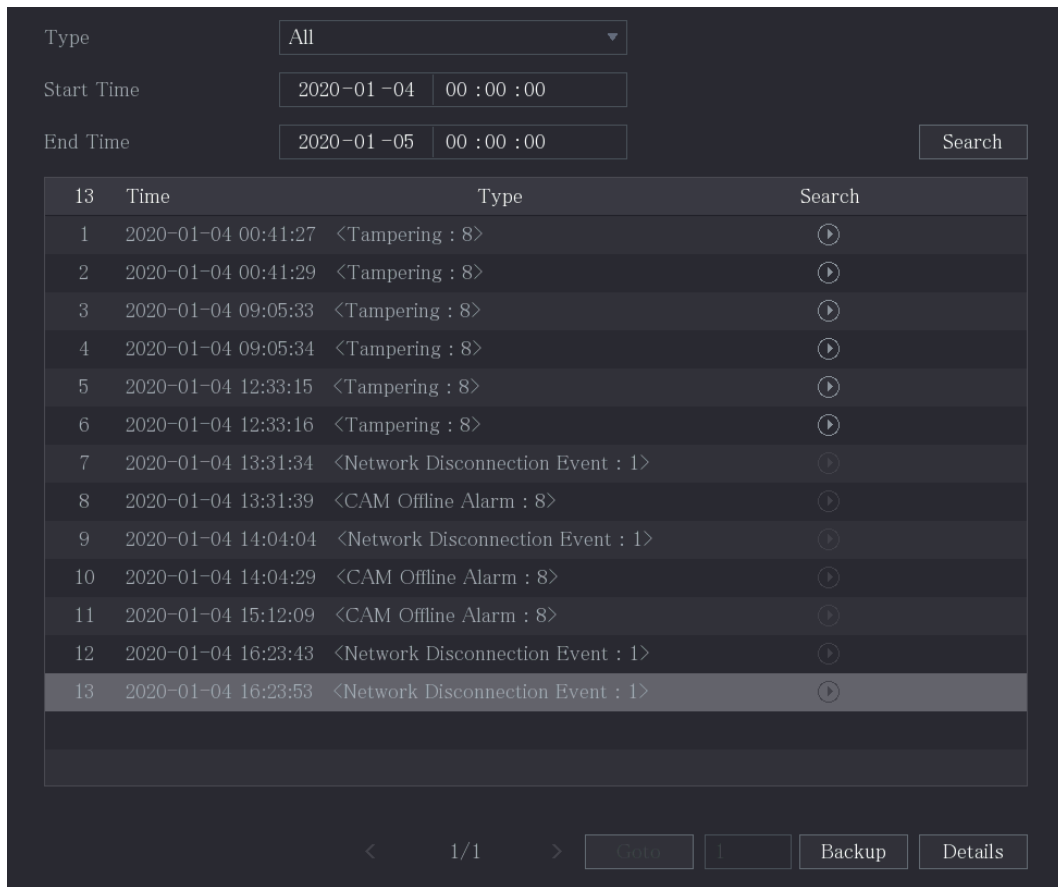 Type All
Start Time 2020-01-04 00:00:00
End Time 2020-01-05 00:00:00 Search
13 Time Type Search
1 2020-01-04 00:41:27 <Tampering : 8>
2 2020-01-04 00:41:29 <Tampering : 8>
3 2020-01-04 09:05:33 <Tampering : 8>
4 2020-01-04 09:05:34 <Tampering : 8>
5 2020-01-04 12:33:15 <Tampering : 8>
6 2020-01-04 12:33:16 <Tampering : 8>
7 2020-01-04 13:31:34 <Network Disconnection Event : 1>
8 2020-01-04 13:31:39 <CAM Offline Alarm : 8>
9 2020-01-04 14:04:04 <Network Disconnection Event : 1>
10 2020-01-04 14:04:29 <CAM Offline Alarm : 8>
11 2020-01-04 15:12:09 <CAM Offline Alarm : 8>
12 2020-01-04 16:23:43 <Network Disconnection Event : 1>
13 2020-01-04 16:23:53 <Network Disconnection Event : 1>
< 1/1 > Goto 1 Backup Details